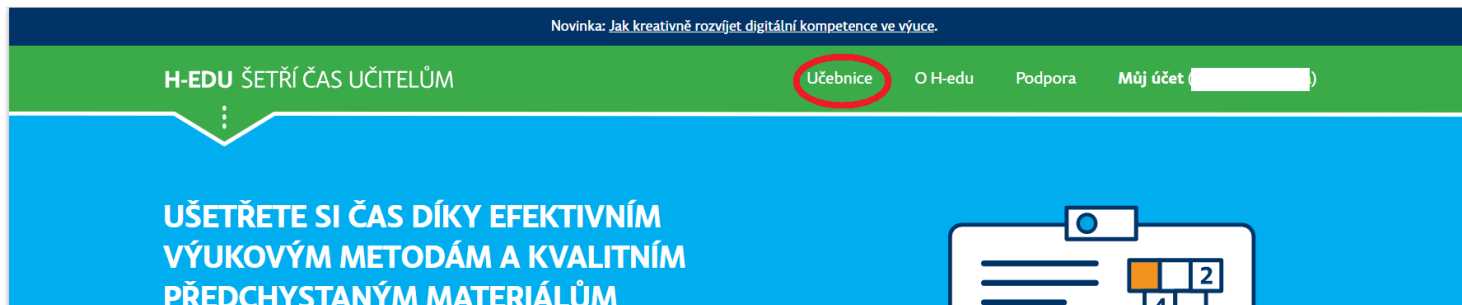 Novinka: Jak kreativně rozvíjet digitální kompetence ve výuce.
H-EDU ŠETŘÍ ČAS UČITELŮM
Učebnice
O H-edu
Podpora
Můj účet ( )
UŠETŘETE SI ČAS DÍKY EFEKTIVNÍM
VÝUKOVÝM METODÁM A KVALITNÍM
PŘEDCHYSTANÝM MATERIÁLŮM
2
4